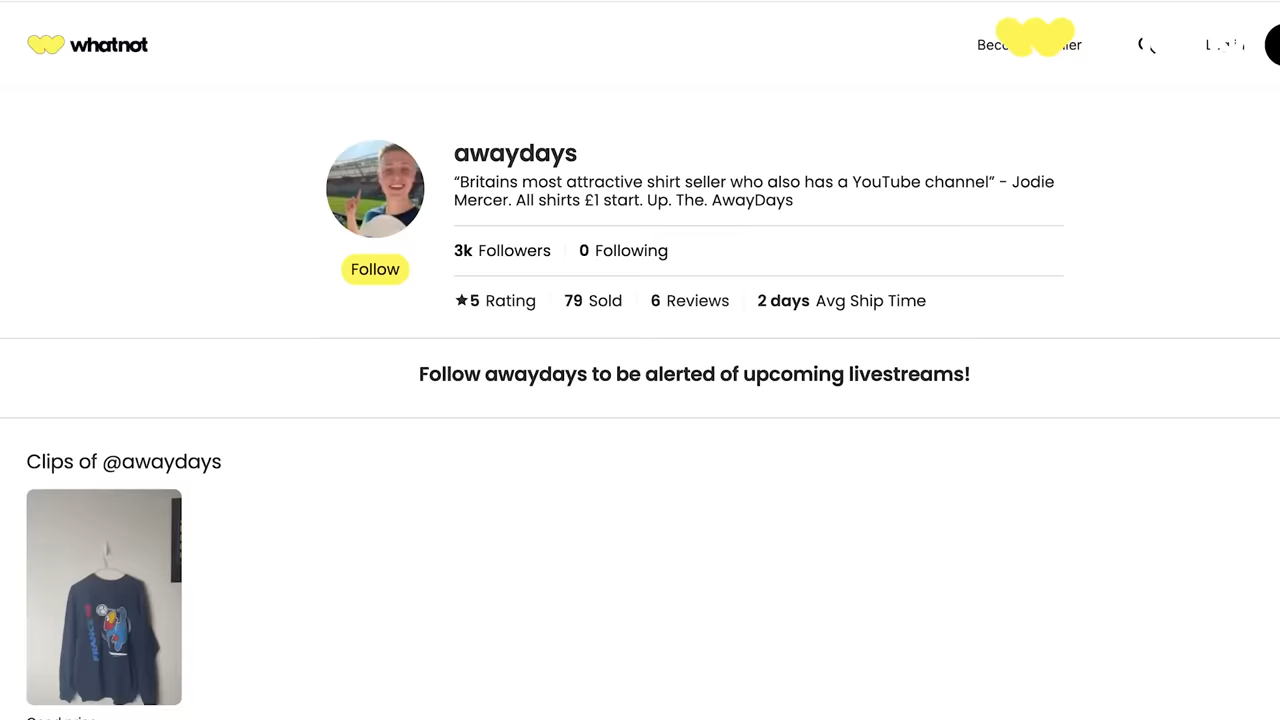 whatnot
awaydays
“Britains most attractive shirt seller who also has a YouTube channel” - Jodie
Mercer. All shirts £1 start. Up. The. AwayDays
3k Followers 0 Following
Follow
5 Rating 79 Sold 6 Reviews 2 days Avg Ship Time
Follow awaydays to be alerted of upcoming livestreams!
Clips of @awaydays
FRANCE